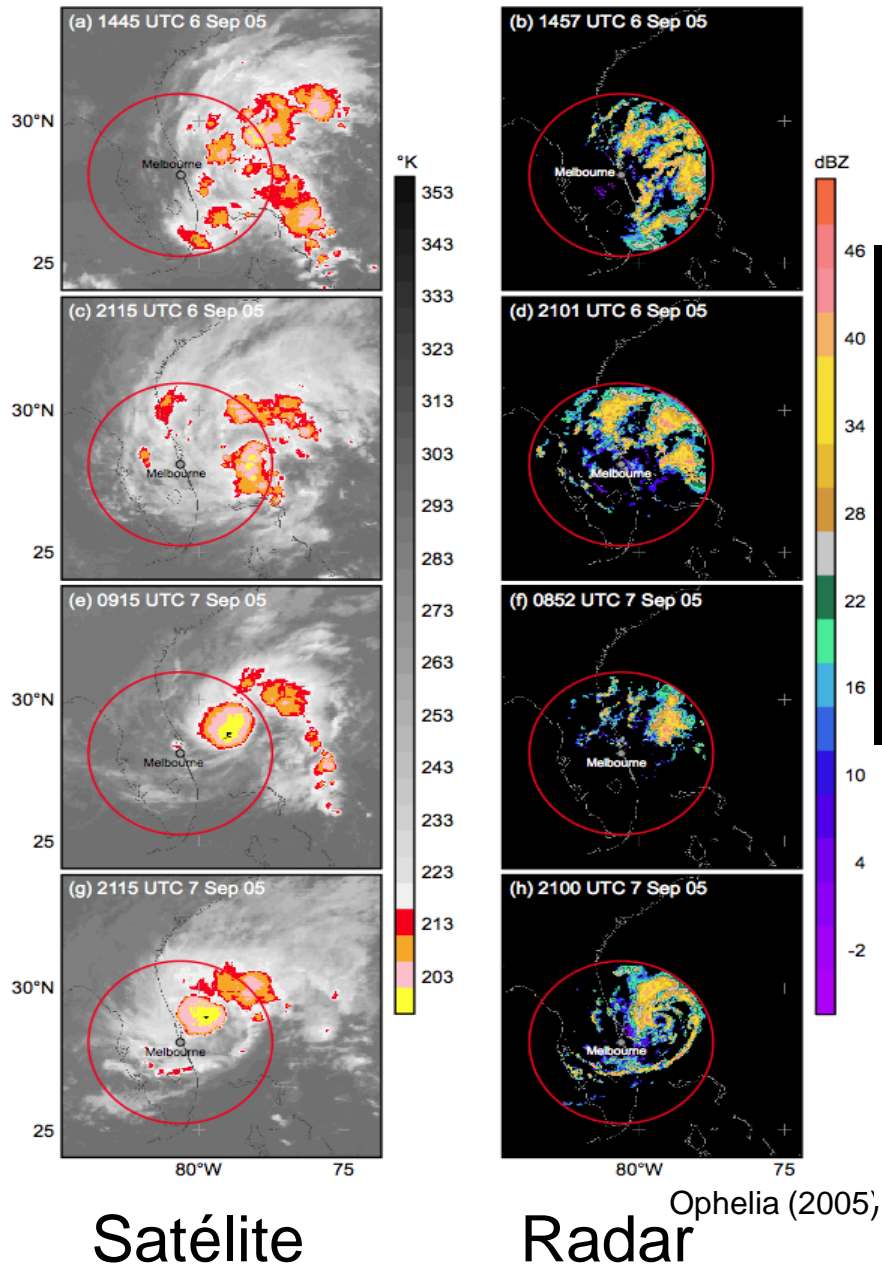 (a) 1445 UTC 6 Sep 05
(b) 1457 UTC 6 Sep 05
30°N
25
Melbourne
Melbourne
(c) 2115 UTC 6 Sep 05
(d) 2101 UTC 6 Sep 05
30°N
25
Melbourne
Melbourne
(e) 0915 UTC 7 Sep 05
(f) 0852 UTC 7 Sep 05
30°N
25
Melbourne
Melbourne
(g) 2115 UTC 7 Sep 05
(h) 2100 UTC 7 Sep 05
30°N
25
Melbourne
Melbourne
80°W 75
80°W 75
°K
353
343
333
323
313
303
293
283
273
263
253
243
233
223
213
203
dBZ
46
40
34
28
22
16
10
4
-2
Ophelia (2005),
Satélite
Radar